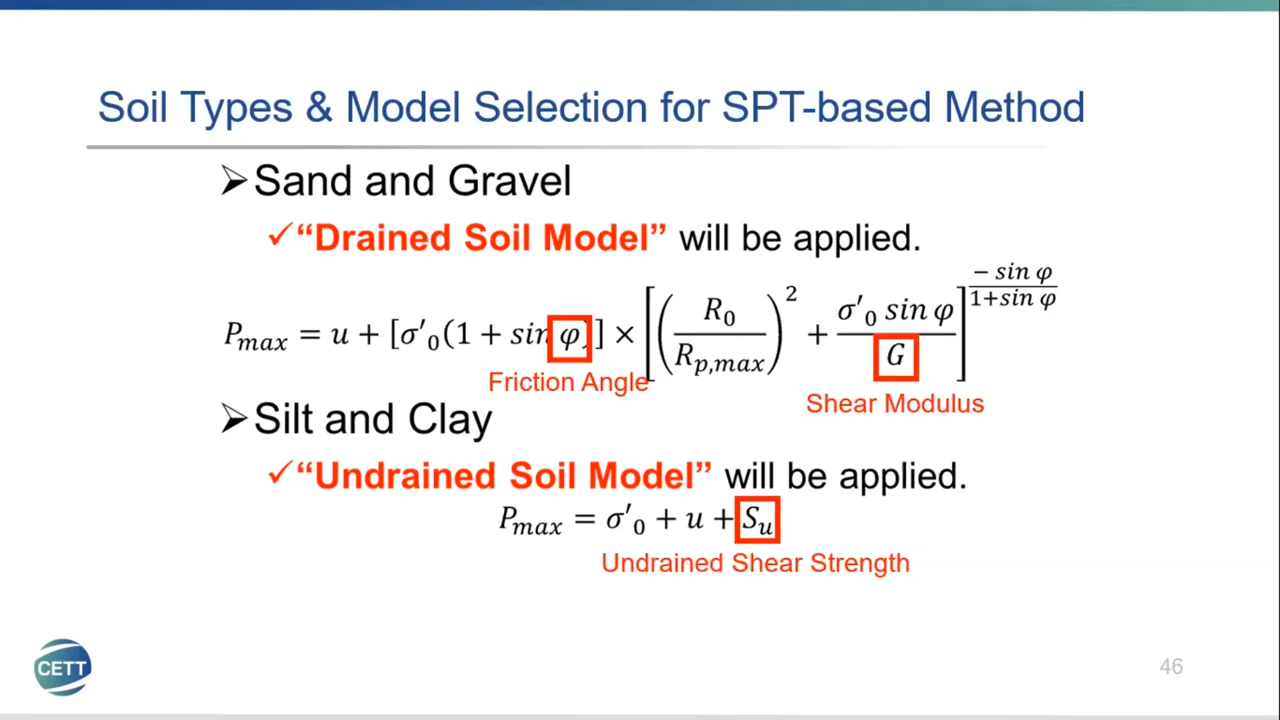 Soil Types & Model Selection for SPT-based Method
➢Sand and Gravel
✓“Drained Soil Model” will be applied.
P_max = u + [σ'_0(1 + sin φ)] × [(R_0 / R_p,max)^2 + (σ'_0 sin φ / G)]^(− sin φ / 1+sin φ)
Friction Angle
Shear Modulus
➢Silt and Clay
✓“Undrained Soil Model” will be applied.
P_max = σ'_0 + u + S_u
Undrained Shear Strength
CETT
46